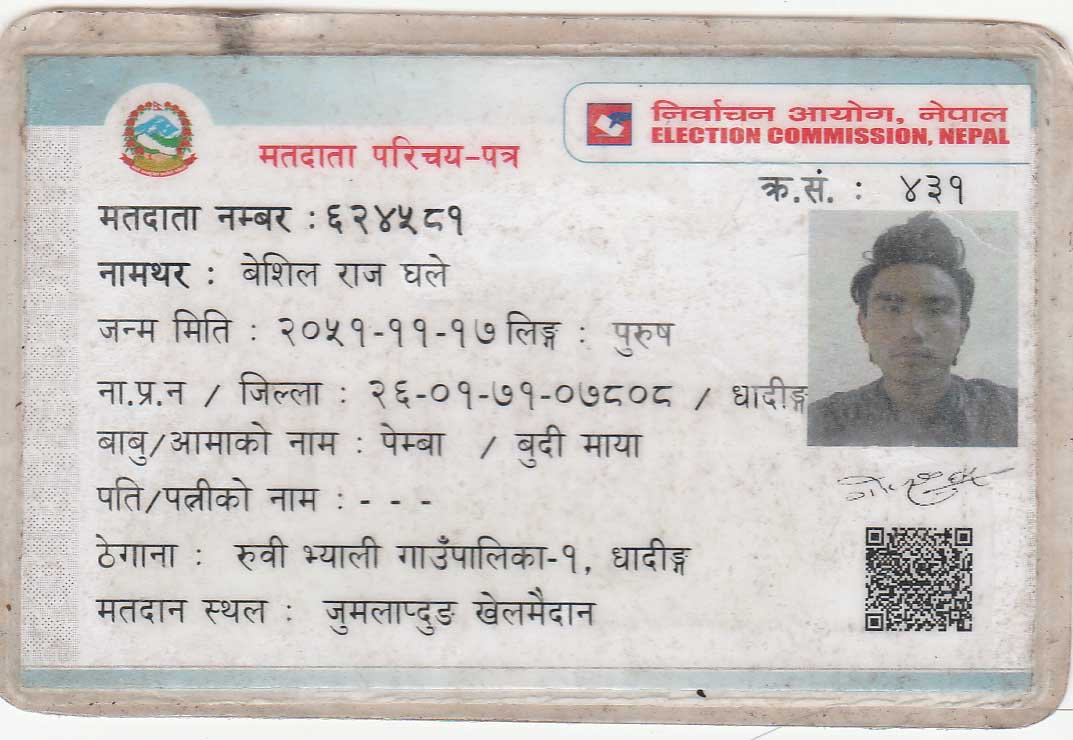 निर्वाचन आयोग, नेपाल
ELECTION COMMISSION, NEPAL
मतदाता परिचय-पत्र
क्र.सं. : ४३१
मतदाता नम्बर : ६२४५८१
नामथर : बेशिल राज घले
जन्म मिति : २०५१-११-१७ लिङ्ग : पुरुष
ना.प्र.न / जिल्ला : २६-०१-७१-०७८०८ / धादीङ्ग
बाबु/आमाको नाम : पेम्बा / बुदी माया
पति/पत्नीको नाम : - - -
ठेगाना : रुवी भ्याली गाउँपालिका-१, धादीङ्ग
मतदान स्थल : जुमलाप्दुङ खेलमैदान